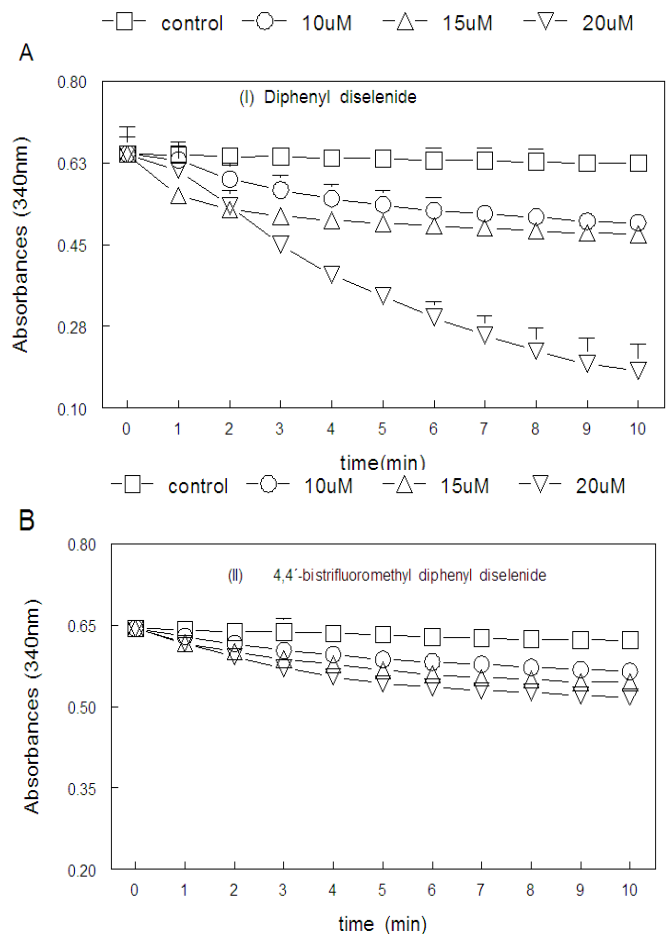 control 10uM 15uM 20uM
A
(I) Diphenyl diselenide
Absorbances (340nm)
0.80
0.63
0.45
0.28
0.10
0 1 2 3 4 5 6 7 8 9 10
time(min)
control 10uM 15uM 20uM
B
(II) 4,4´-bistrifluoromethyl diphenyl diselenide
Absorbances (340nm)
0.80
0.65
0.50
0.35
0.20
0 1 2 3 4 5 6 7 8 9 10
time (min)